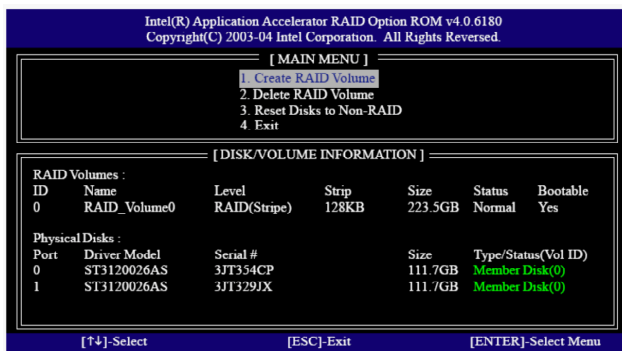 Intel(R) Application Accelerator RAID Option ROM v4.0.6180
Copyright(C) 2003-04 Intel Corporation. All Rights Reversed.
[ MAIN MENU ]
1. Create RAID Volume
2. Delete RAID Volume
3. Reset Disks to Non-RAID
4. Exit
[ DISK/VOLUME INFORMATION ]
RAID Volumes :
ID Name Level Strip Size Status Bootable
0 RAID_Volume0 RAID(Stripe) 128KB 223.5GB Normal Yes
Physical Disks :
Port Driver Model Serial # Size Type/Status(Vol ID)
0 ST3120026AS 3JT354CP 111.7GB Member Disk(0)
1 ST3120026AS 3JT329JX 111.7GB Member Disk(0)
[↑↓]-Select [ESC]-Exit [ENTER]-Select Menu